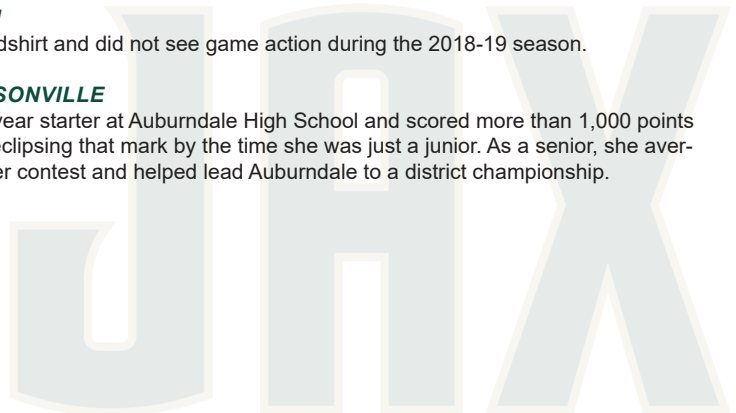 dshirt and did not see game action during the 2018-19 season.
SONVILLE
year starter at Auburndale High School and scored more than 1,000 points
eclipsing that mark by the time she was just a junior. As a senior, she aver-
er contest and helped lead Auburndale to a district championship.
JAX